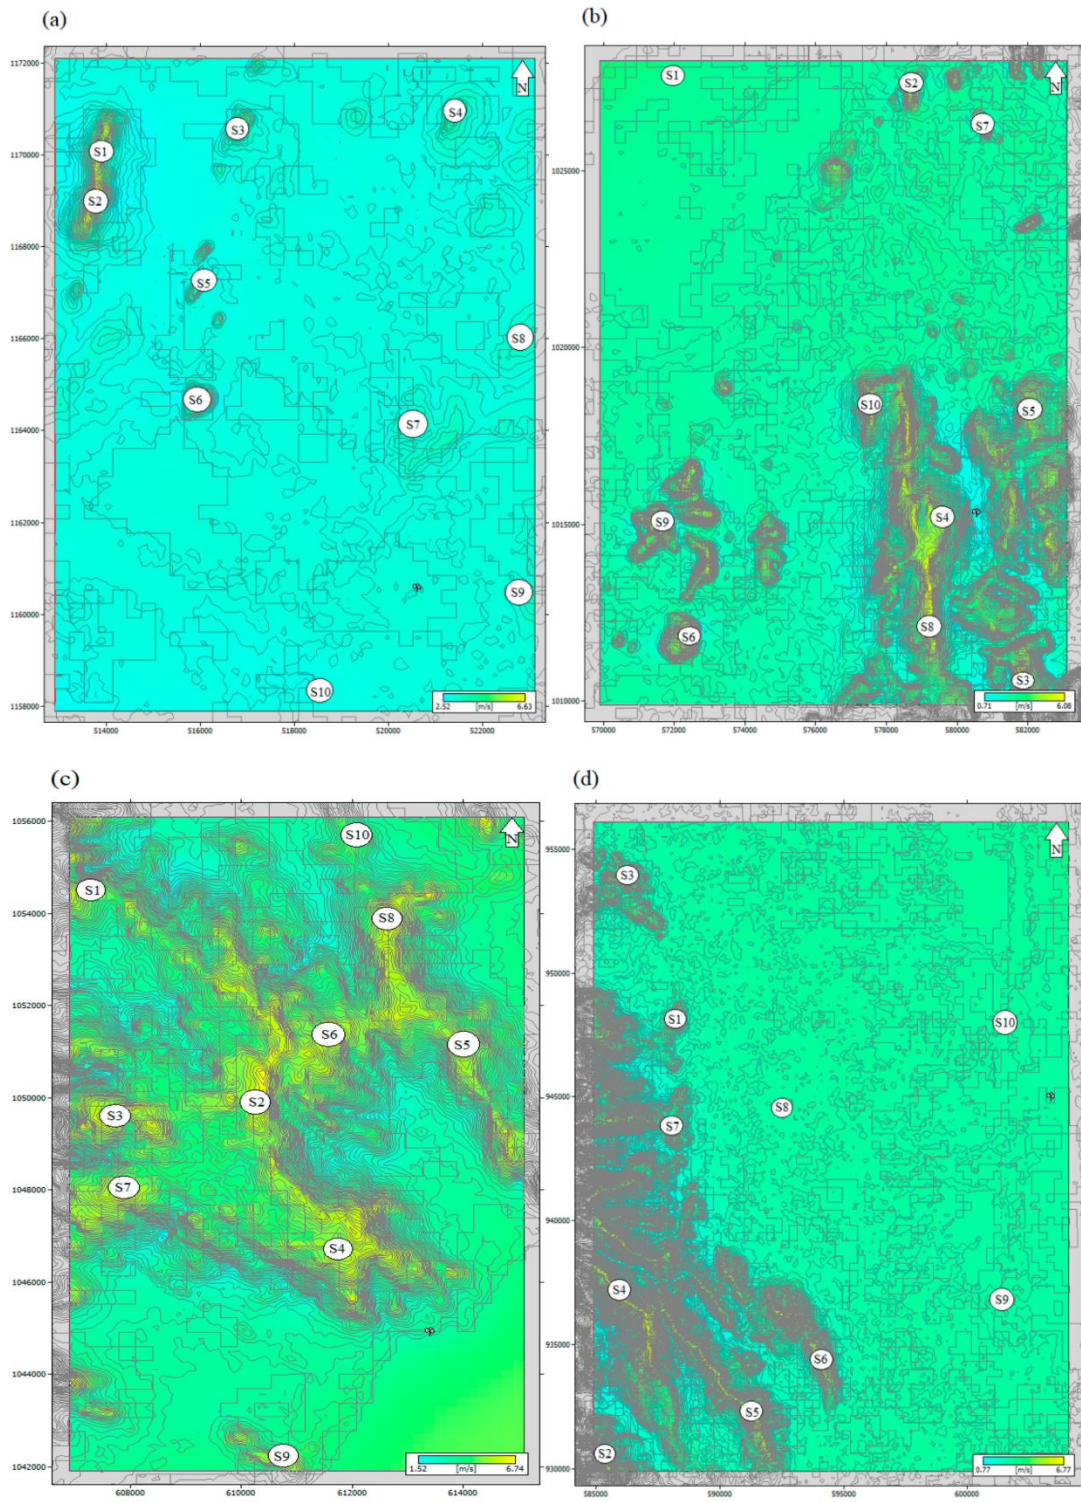 (a)
(b)
1172000
1170000
1168000
1166000
1164000
1162000
1160000
1158000
514000 516000 518000 520000 522000
N
S1
S2
S3
S4
S5
S6
S7
S8
S9
S10
2.52 [m/s] 6.63
1025000
1020000
1015000
1010000
570000 572000 574000 576000 578000 580000 582000
N
S1
S2
S7
S10
S5
S9
S4
S6
S8
S3
0.71 [m/s] 6.08
(c)
(d)
1056000
1054000
1052000
1050000
1048000
1046000
1044000
1042000
608000 610000 612000 614000
N
S10
S1
S8
S6
S5
S2
S3
S7
S4
S9
1.52 [m/s] 6.74
955000
950000
945000
940000
935000
930000
585000 590000 595000 600000
N
S3
S1
S10
S8
S7
S4
S9
S6
S5
S2
0.77 [m/s] 6.77